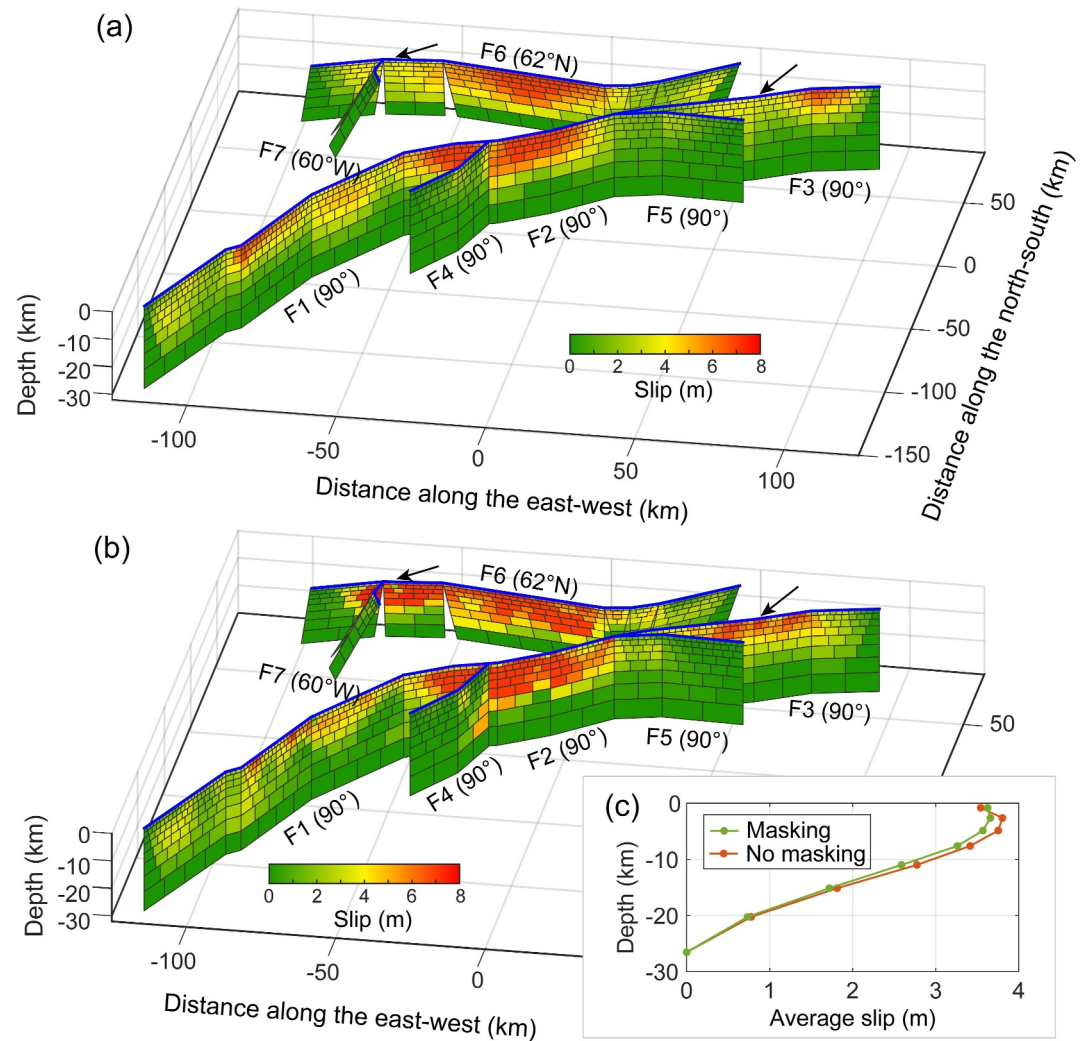 (a)
F6 (62°N)
F7 (60°W)
F3 (90°)
F5 (90°)
F2 (90°)
F4 (90°)
F1 (90°)
50
0
-50
-100
-150
Distance along the north-south (km)
0
-10
-20
-30
Depth (km)
0 2 4 6 8
Slip (m)
-100 -50 0 50 100
Distance along the east-west (km)
(b)
F6 (62°N)
F7 (60°W)
F3 (90°)
F5 (90°)
F2 (90°)
F4 (90°)
F1 (90°)
50
0
-10
-20
-30
Depth (km)
0 2 4 6 8
Slip (m)
-100 -50 0
Distance along the east-west (km)
(c)
Masking
No masking
0
-10
-20
-30
Depth (km)
0 1 2 3 4
Average slip (m)